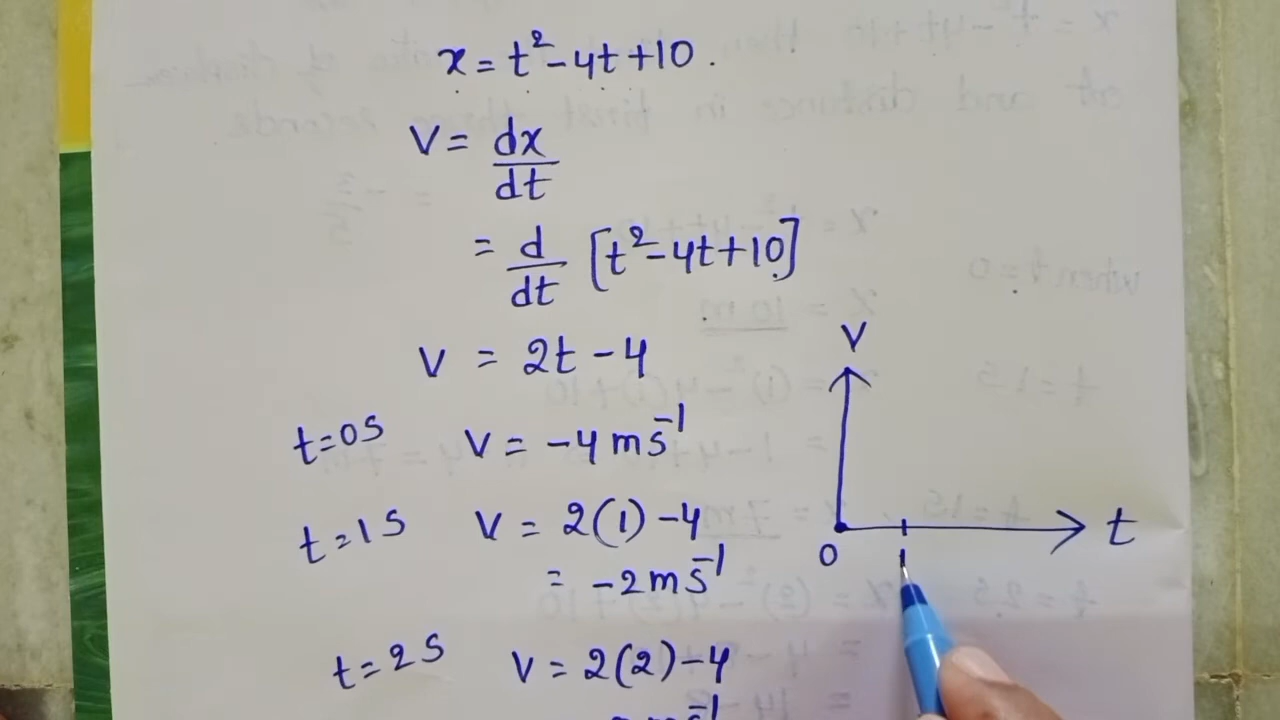 x = t² - 4t + 10 .
V = dx/dt
= d/dt [t² - 4t + 10]
V = 2t - 4
t=0s V = -4 ms⁻¹
t=1s V = 2(1) - 4
= -2 ms⁻¹
t=2s V = 2(2) - 4
V
0 1 t